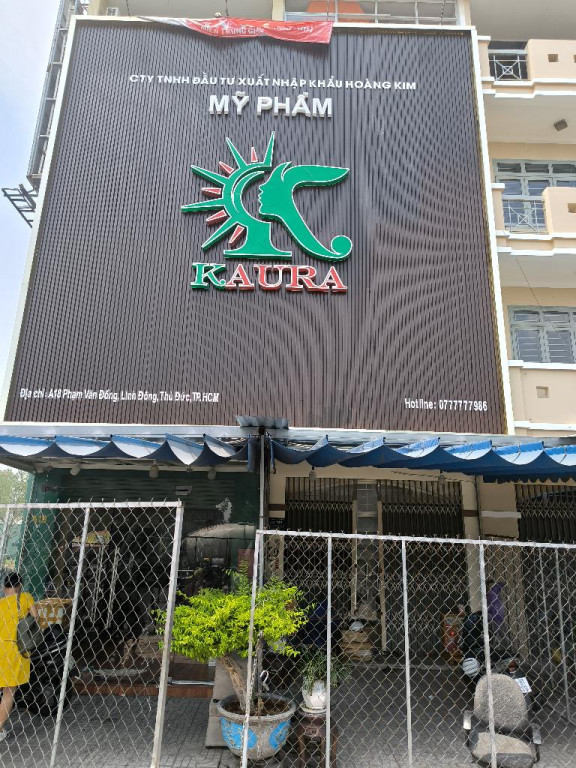 CTY TNHH ĐẦU TƯ XUẤT NHẬP KHẨU HOÀNG KIM
MỸ PHẨM
KAURA
Địa chỉ : A18 Phạm Văn Đồng, Linh Đông, Thủ Đức, TP.HCM
Hotline: 0777777986